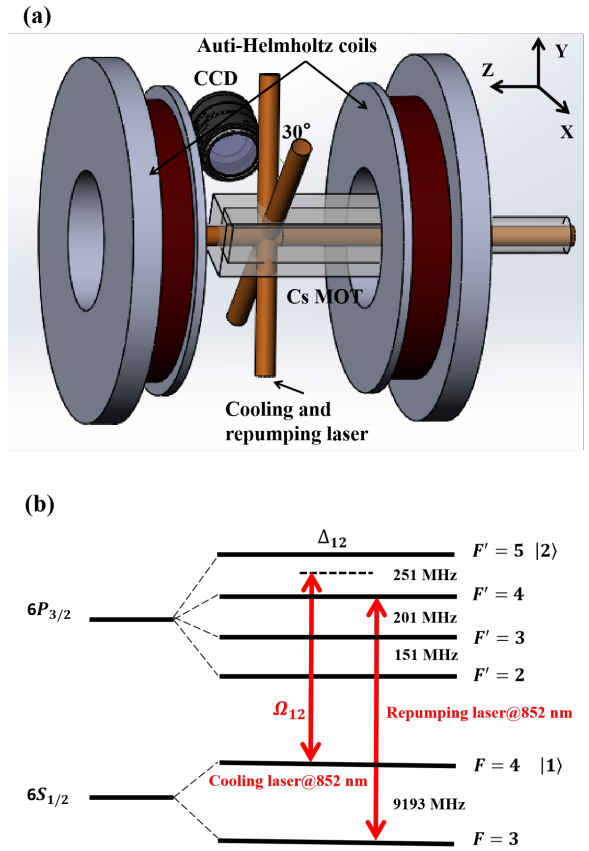 (a)
Auti-Helmholtz coils
CCD
30°
Y
Z
X
Cs MOT
Cooling and
repumping laser
(b)
Δ₁₂
F′ = 5 |2⟩
251 MHz
F′ = 4
6P₃/₂
201 MHz
F′ = 3
151 MHz
F′ = 2
Ω₁₂
Repumping laser@852 nm
F = 4 |1⟩
Cooling laser@852 nm
6S₁/₂
9193 MHz
F = 3